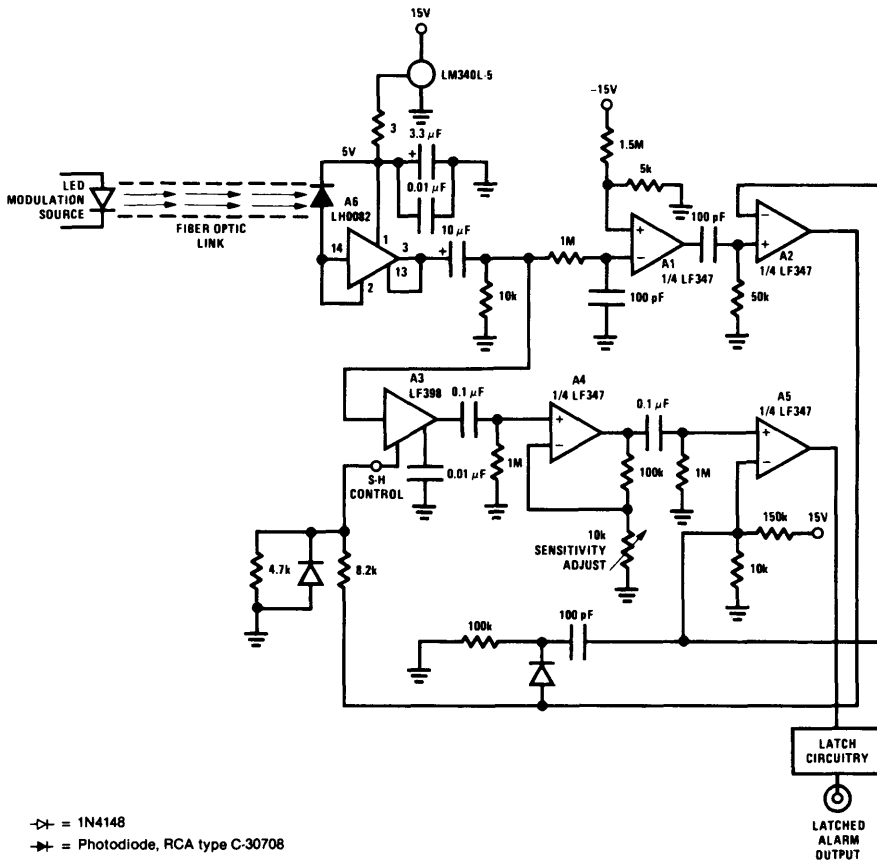 15V
LM340L-5
3
5V
3.3 μF
0.01 μF
LED
MODULATION
SOURCE
FIBER OPTIC
LINK
A6
LH0082
14
1
3
13
2
10 μF
+
+
10k
1M
100 pF
-15V
1.5M
5k
+
−
A1
1/4 LF347
100 pF
−
+
A2
1/4 LF347
50k
A3
LF398
0.1 μF
S-H
CONTROL
0.01 μF
1M
A4
1/4 LF347
+
−
0.1 μF
100k
1M
10k
SENSITIVITY
ADJUST
A5
1/4 LF347
+
−
150k
15V
10k
4.7k
8.2k
100k
100 pF
LATCH
CIRCUITRY
LATCHED
ALARM
OUTPUT
= 1N4148
= Photodiode, RCA type C-30708